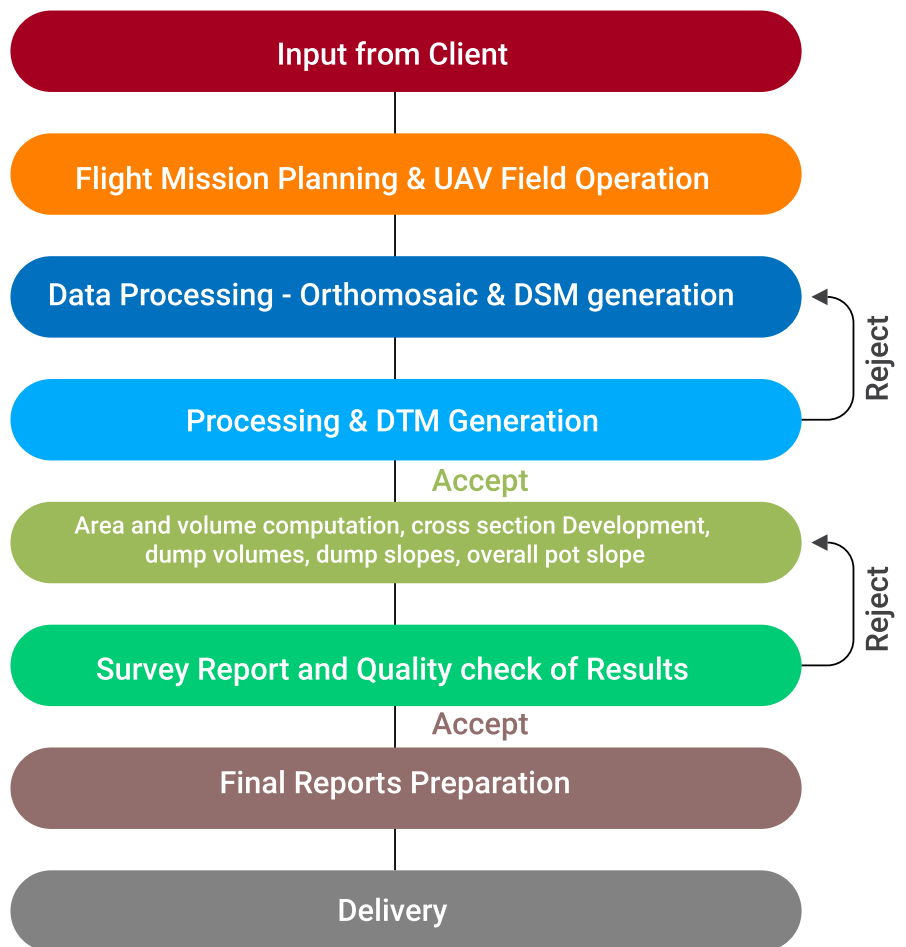 Input from Client
Flight Mission Planning & UAV Field Operation
Data Processing - Orthomosaic & DSM generation
Reject
Processing & DTM Generation
Accept
Area and volume computation, cross section Development,
dump volumes, dump slopes, overall pot slope
Reject
Survey Report and Quality check of Results
Accept
Final Reports Preparation
Delivery